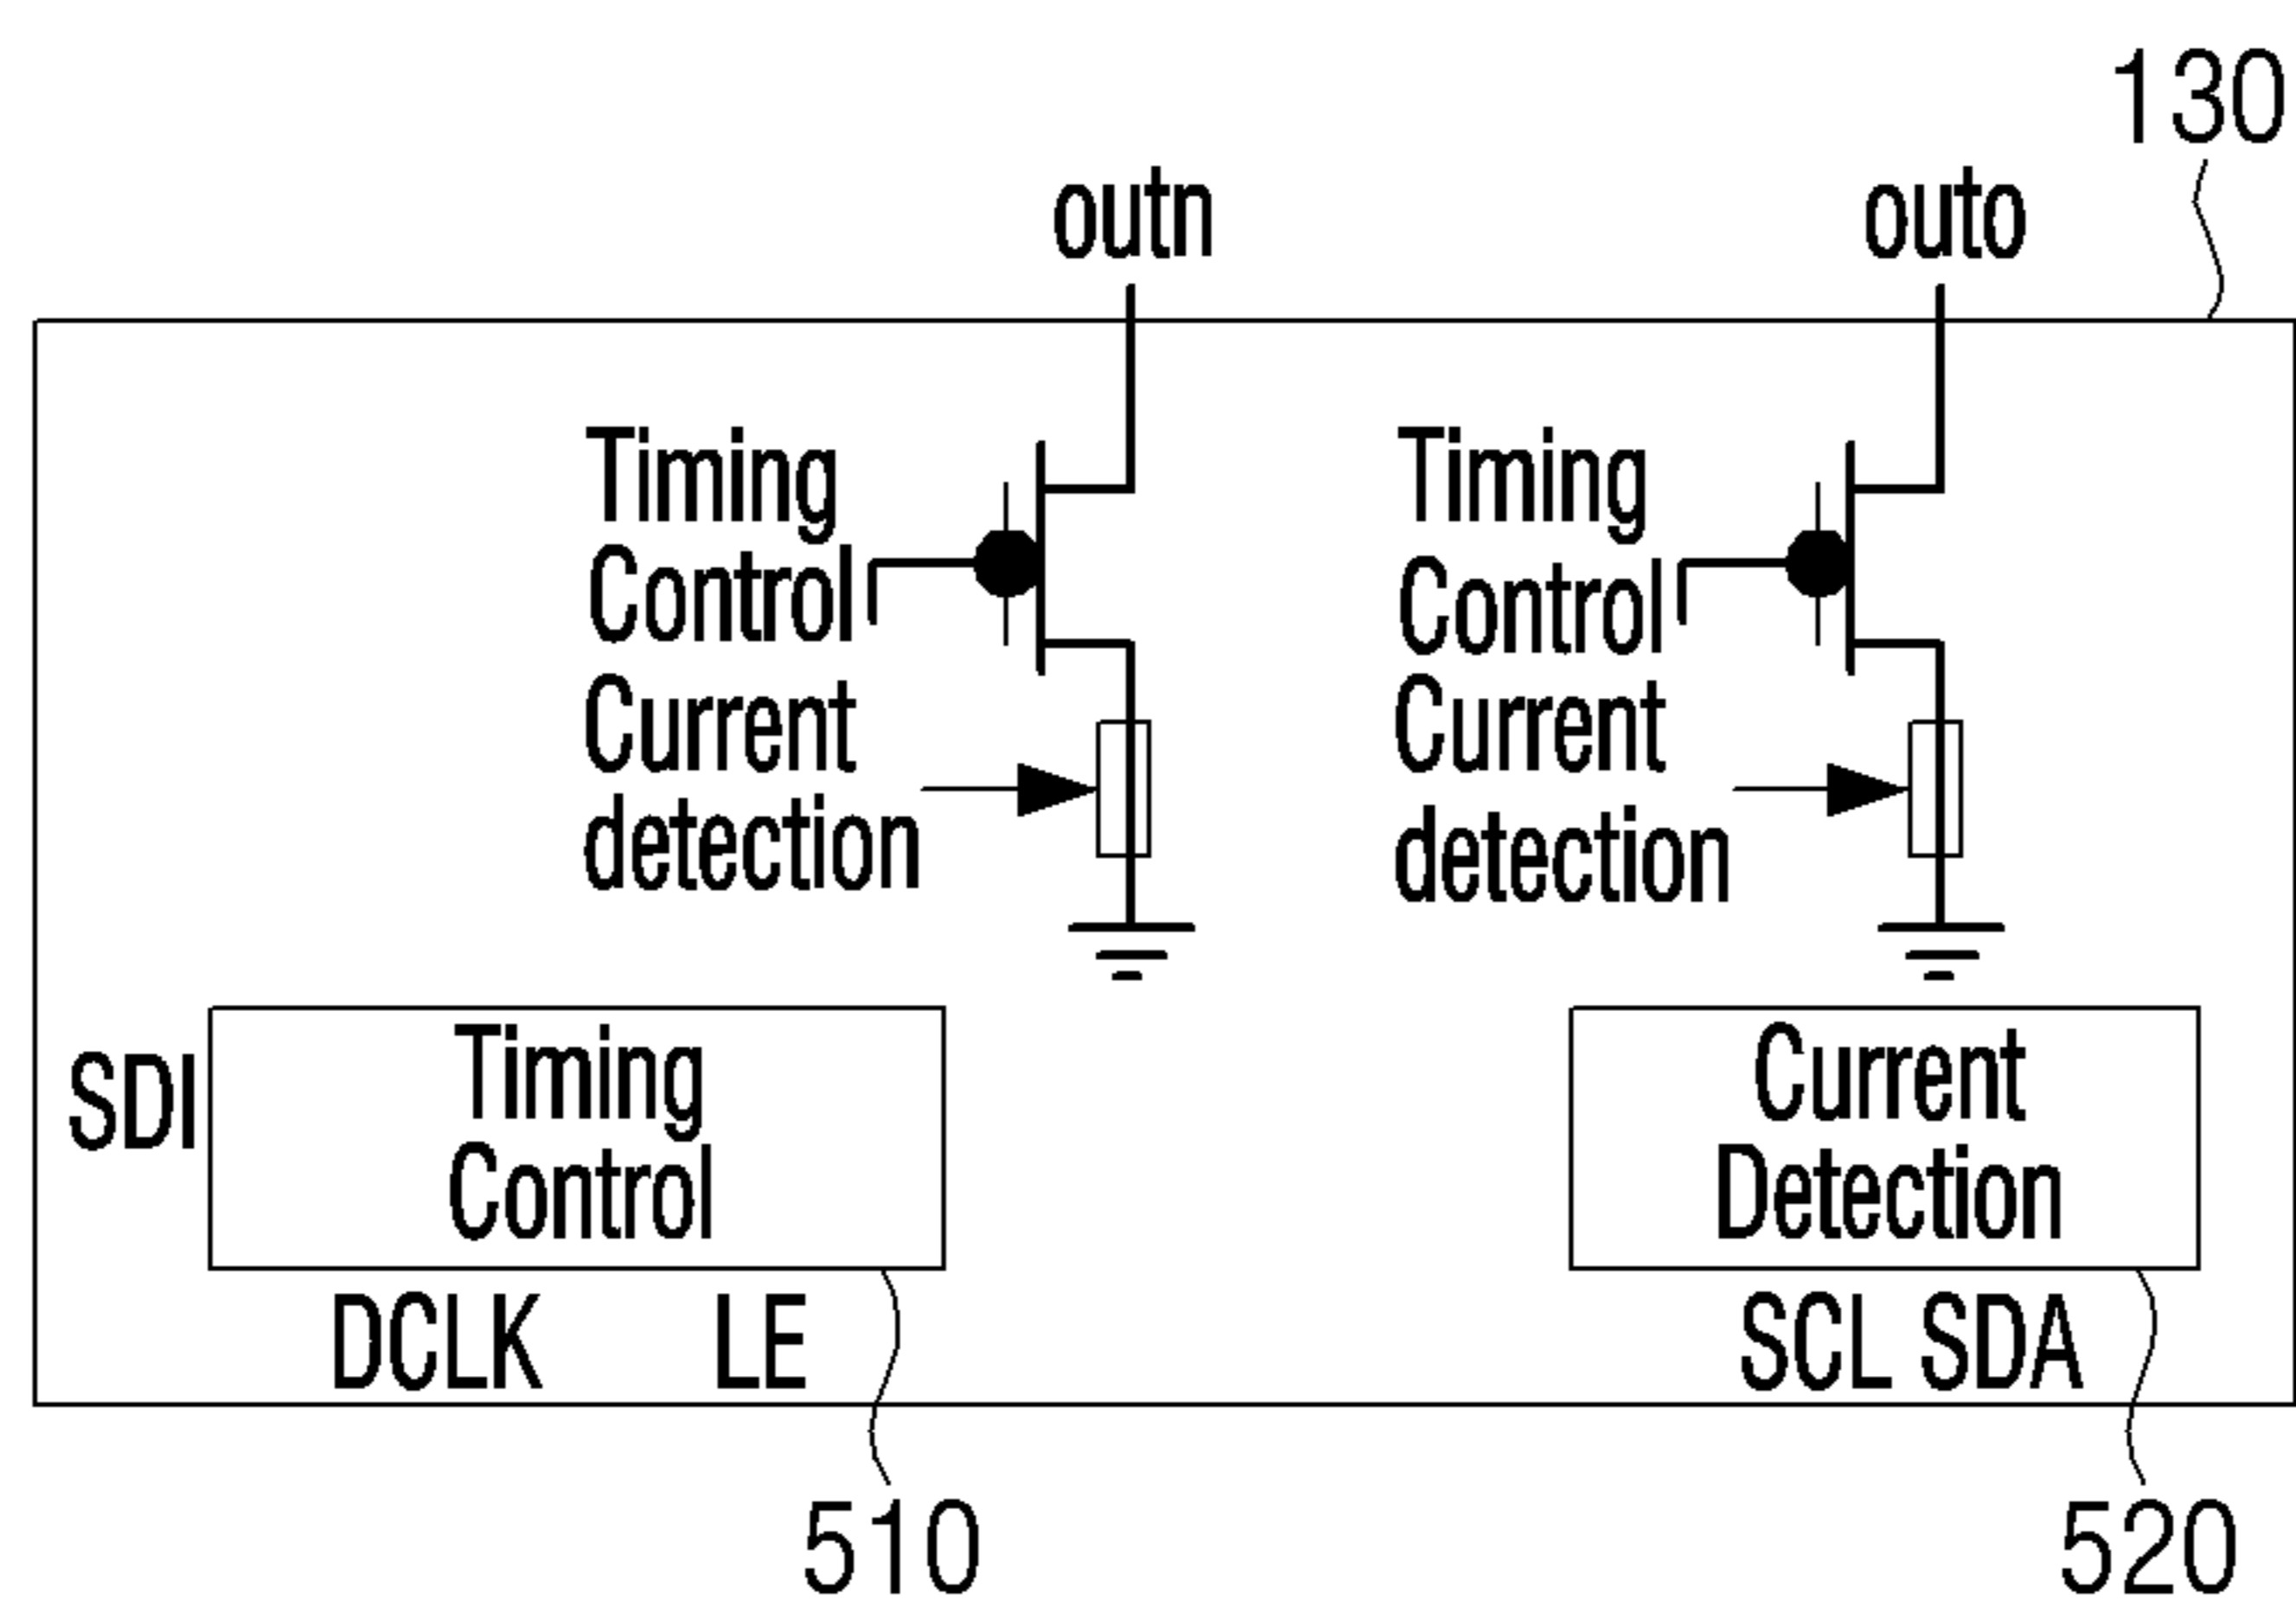 130
outn
outo
Timing
Control
Current
detection
Timing
Control
Current
detection
SDI
Timing
Control
DCLK LE
Current
Detection
SCL SDA
510
520